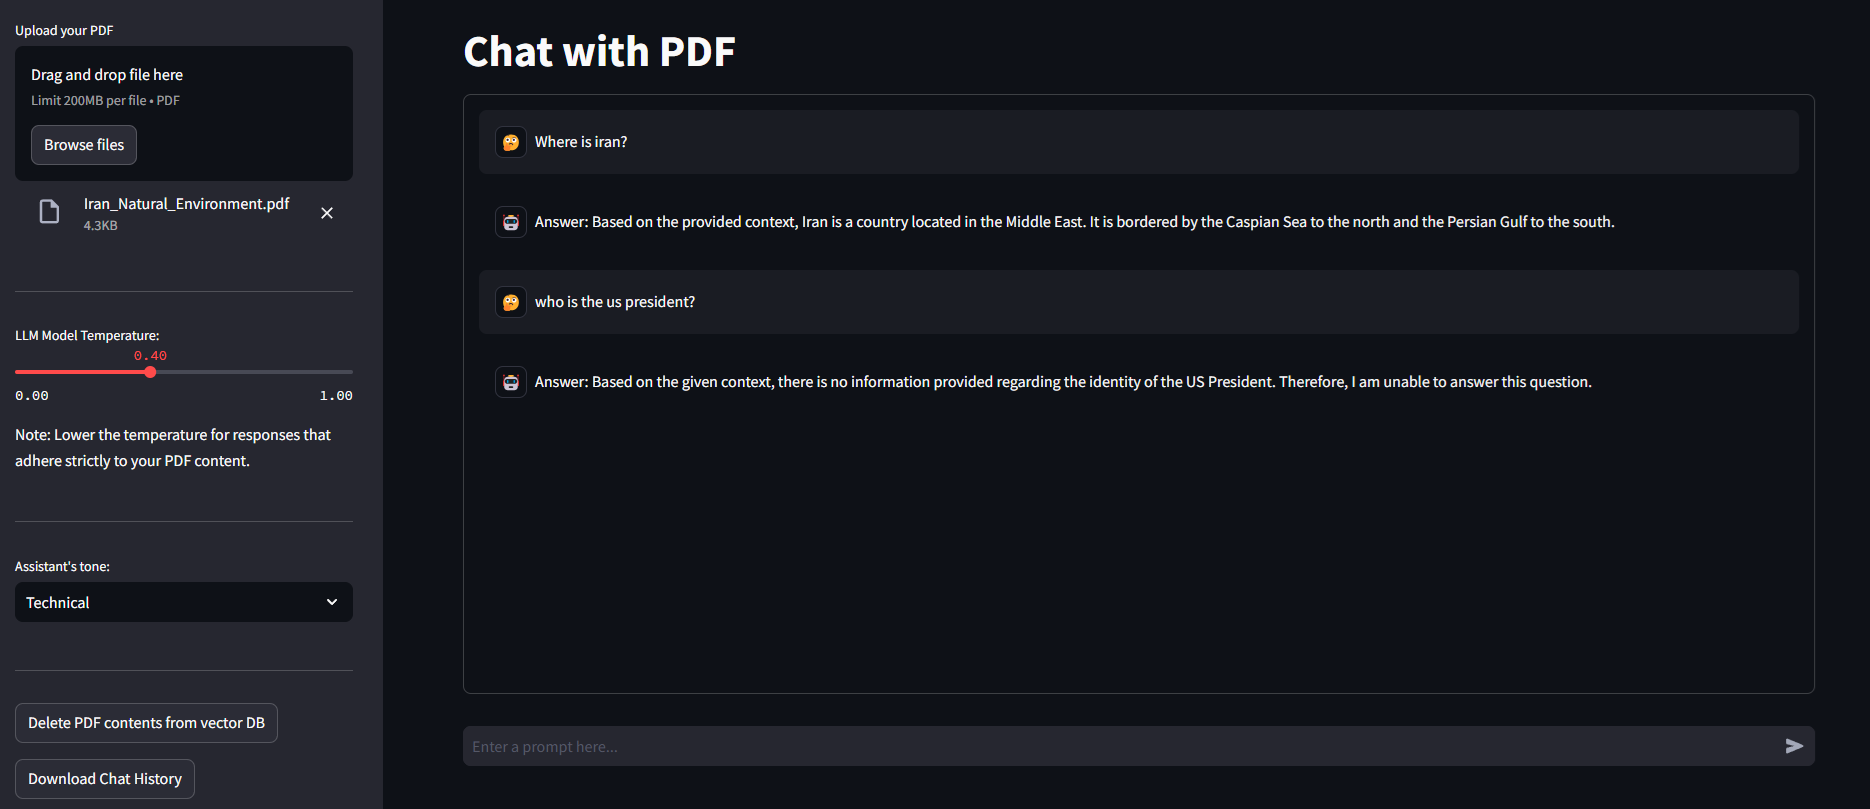 Upload your PDF
Drag and drop file here
Limit 200MB per file • PDF
Browse files
Iran_Natural_Environment.pdf
4.3KB
LLM Model Temperature:
0.40
0.00
1.00
Note: Lower the temperature for responses that
adhere strictly to your PDF content.
Assistant's tone:
Technical
Delete PDF contents from vector DB
Download Chat History
Chat with PDF
Where is iran?
Answer: Based on the provided context, Iran is a country located in the Middle East. It is bordered by the Caspian Sea to the north and the Persian Gulf to the south.
who is the us president?
Answer: Based on the given context, there is no information provided regarding the identity of the US President. Therefore, I am unable to answer this question.
Enter a prompt here...